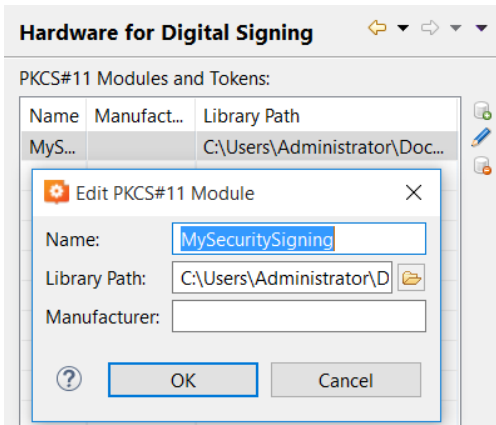 Hardware for Digital Signing
PKCS#11 Modules and Tokens:
Name Manufact... Library Path
MyS... C:\Users\Administrator\Doc...
Edit PKCS#11 Module
Name: MySecuritySigning
Library Path: C:\Users\Administrator\D
Manufacturer:
OK Cancel